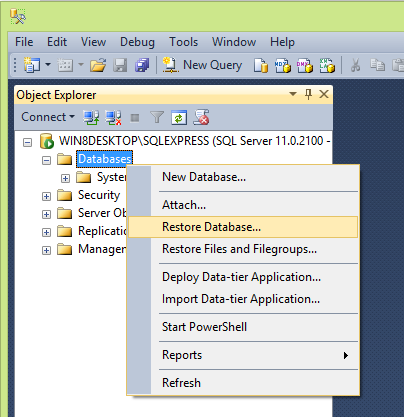 File Edit View Debug Tools Window Help
New Query
Object Explorer
Connect
WIN8DESKTOP\SQLEXPRESS (SQL Server 11.0.2100 -
Databases
System
Security
Server Ob
Replicatio
Managem
New Database...
Attach...
Restore Database...
Restore Files and Filegroups...
Deploy Data-tier Application...
Import Data-tier Application...
Start PowerShell
Reports
Refresh